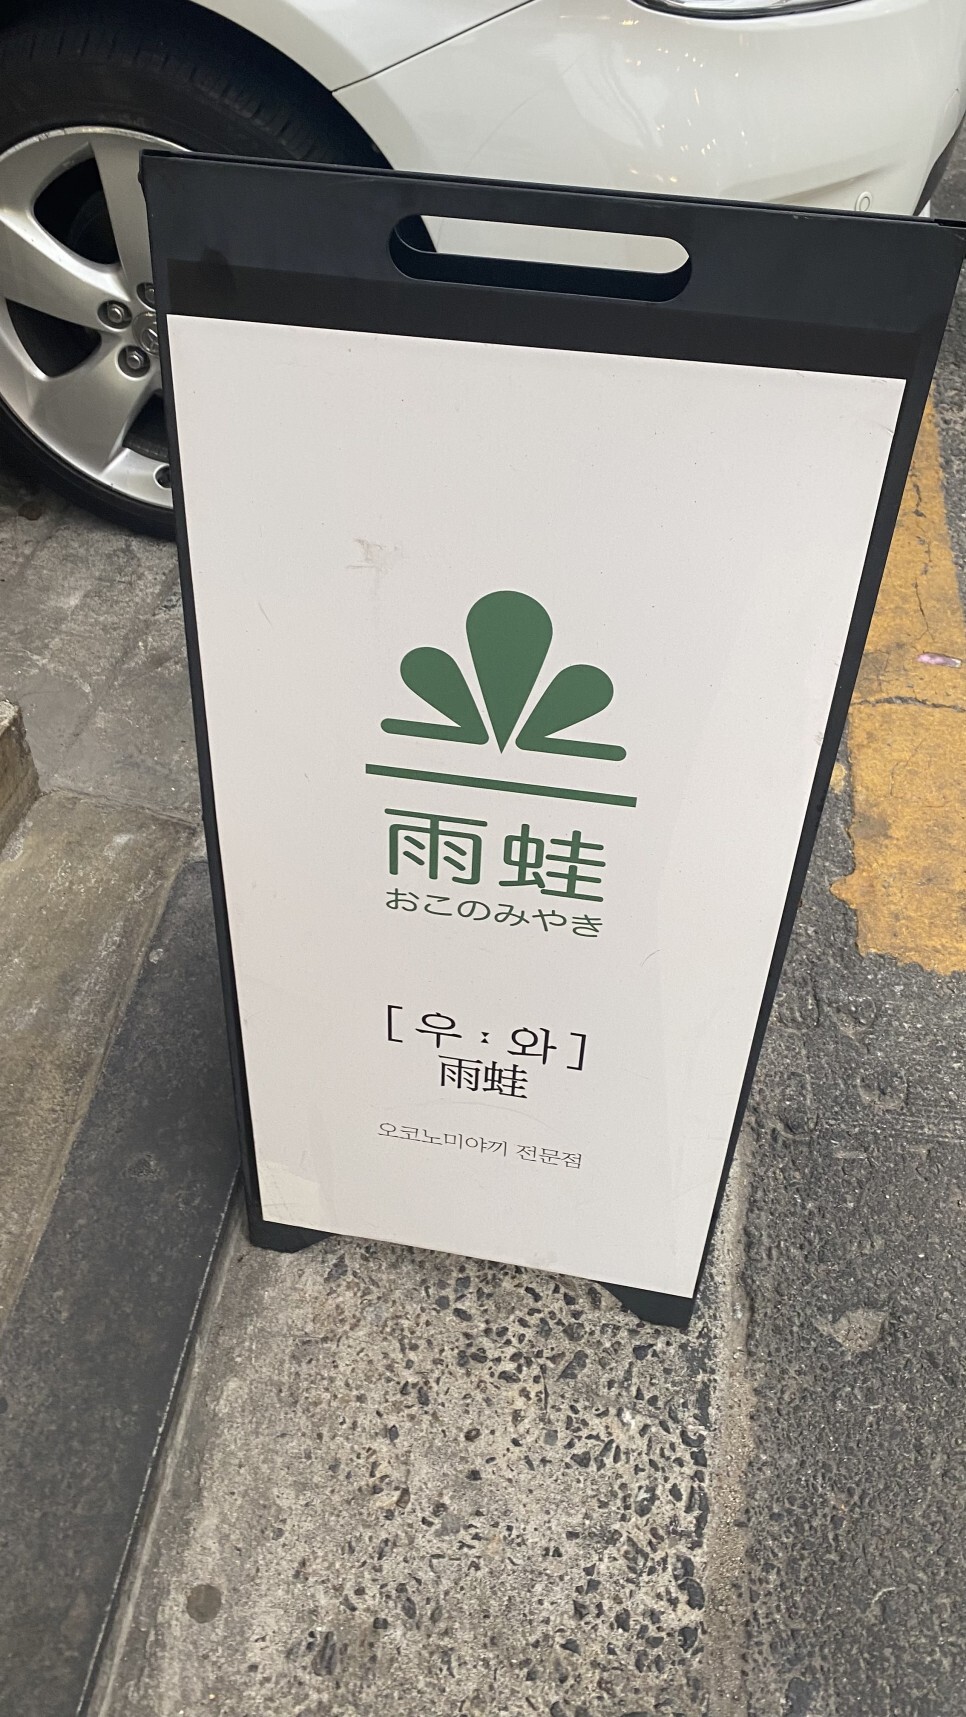 雨蛙
おこのみやき
[우:와]
雨蛙
오코노미야끼 전문점